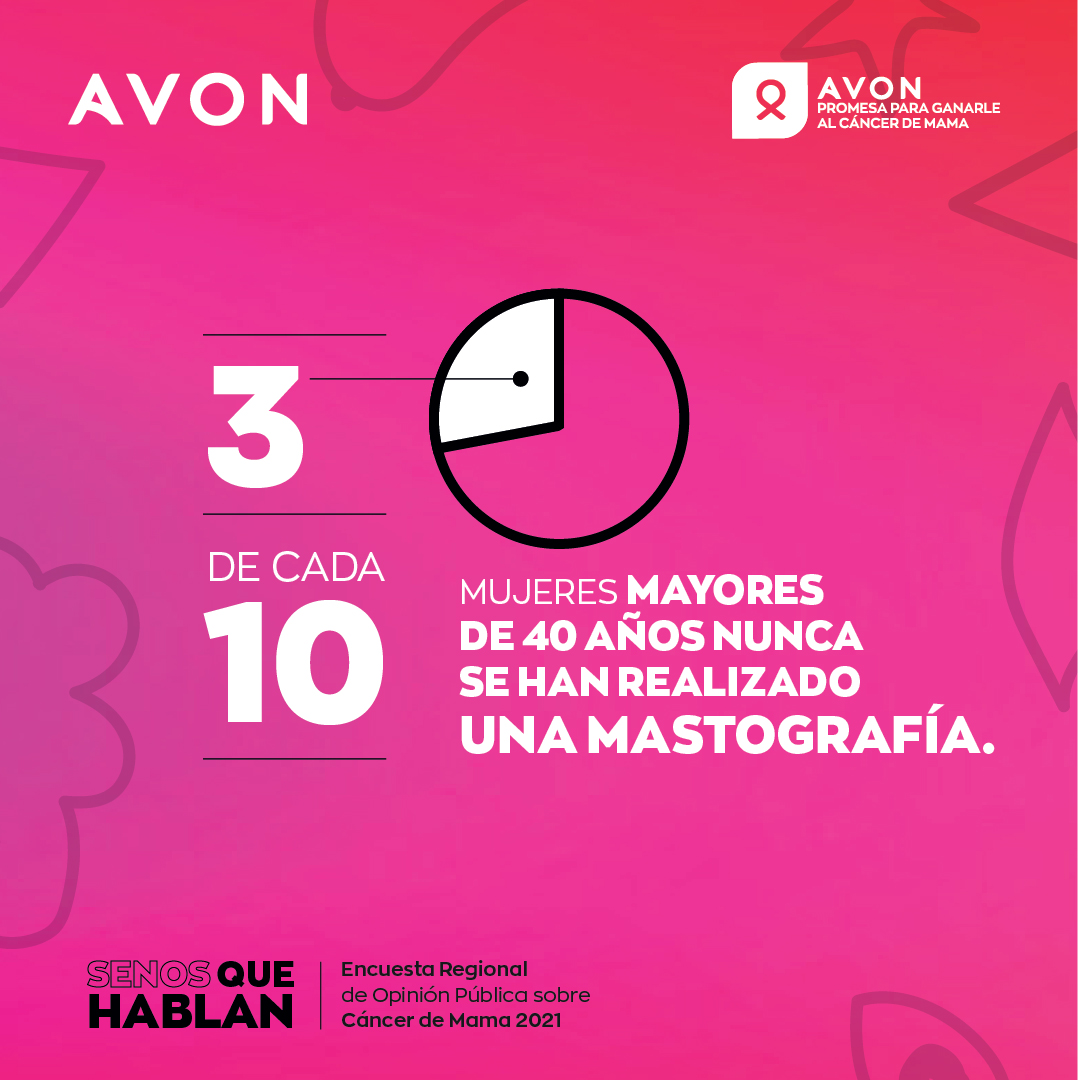 AVON
AVON
PROMESA PARA GANARLE
AL CÁNCER DE MAMA
3
DE CADA
10
MUJERES MAYORES
DE 40 AÑOS NUNCA
SE HAN REALIZADO
UNA MASTOGRAFÍA.
SENOS QUE
HABLAN
Encuesta Regional
de Opinión Pública sobre
Cáncer de Mama 2021